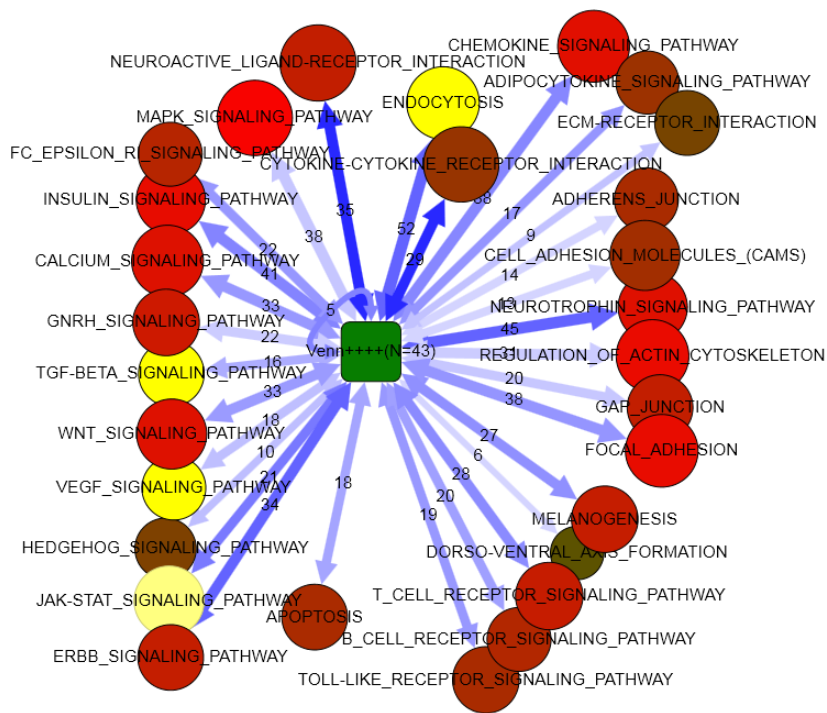 CHEMOKINE_SIGNALING_PATHWAY
NEUROACTIVE_LIGAND-RECEPTOR_INTERACTION
ADIPOCYTOKINE_SIGNALING_PATHWAY
ENDOCYTOSIS
MAPK_SIGNALING_PATHWAY
ECM-RECEPTOR_INTERACTION
FC_EPSILON_RI_SIGNALING_PATHWAY
CYTOKINE-CYTOKINE_RECEPTOR_INTERACTION
INSULIN_SIGNALING_PATHWAY
ADHERENS_JUNCTION
35
38
52
29
17
9
14
CALCIUM_SIGNALING_PATHWAY
CELL_ADHESION_MOLECULES_(CAMS)
22
41
33
5
NEUROTROPHIN_SIGNALING_PATHWAY
GNRH_SIGNALING_PATHWAY
22
45
Venn++++(N=43)
REGULATION_OF_ACTIN_CYTOSKELETON
16
TGF-BETA_SIGNALING_PATHWAY
20
33
38
GAP_JUNCTION
WNT_SIGNALING_PATHWAY
18
27
FOCAL_ADHESION
10
6
21
28
VEGF_SIGNALING_PATHWAY
18
20
34
19
MELANOGENESIS
HEDGEHOG_SIGNALING_PATHWAY
DORSO-VENTRAL_AXIS_FORMATION
JAK-STAT_SIGNALING_PATHWAY
T_CELL_RECEPTOR_SIGNALING_PATHWAY
APOPTOSIS
B_CELL_RECEPTOR_SIGNALING_PATHWAY
ERBB_SIGNALING_PATHWAY
TOLL-LIKE_RECEPTOR_SIGNALING_PATHWAY